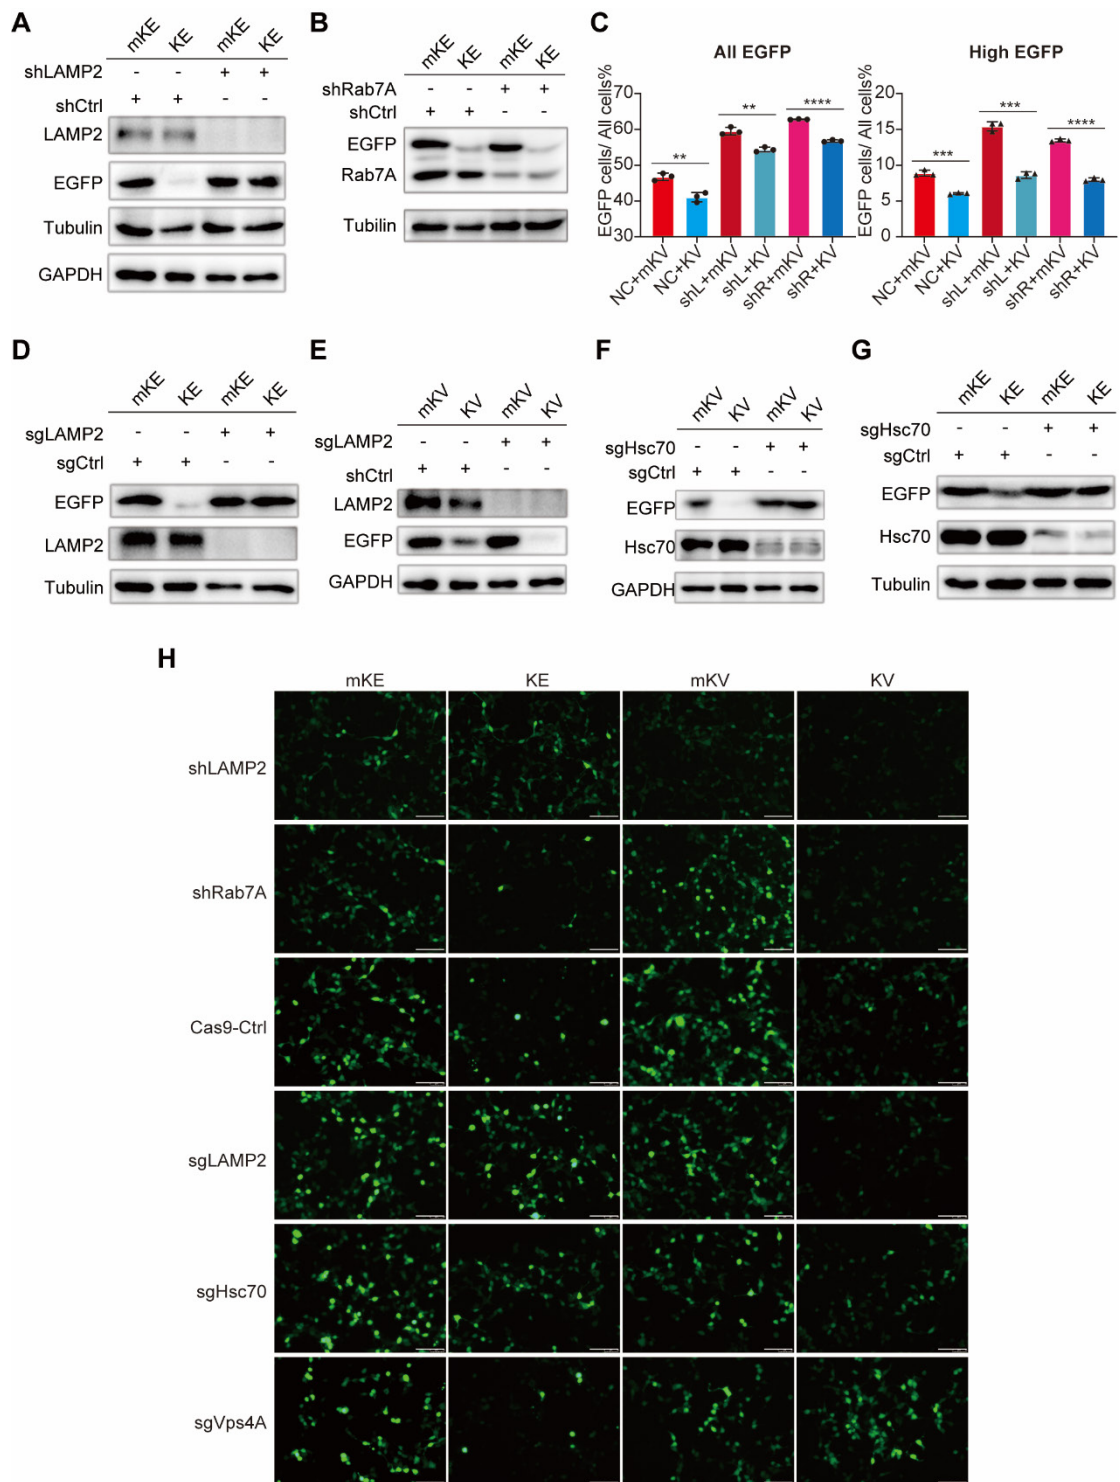 A
mKE KE mKE KE
shLAMP2 - - + +
shCtrl + + - -
LAMP2
EGFP
Tubulin
GAPDH
B
mKE KE mKE KE
shRab7A - - + +
shCtrl + + - -
EGFP
Rab7A
Tubilin
C
All EGFP
EGFP cells/ All cells%
70
60
50
40
30
** ** ****
NC+mKV NC+KV shL+mKV shL+KV shR+mKV shR+KV
High EGFP
EGFP cells/ All cells%
20
15
10
5
0
*** *** ****
NC+mKV NC+KV shL+mKV shL+KV shR+mKV shR+KV
D
mKE KE mKE KE
sgLAMP2 - - + +
sgCtrl + + - -
EGFP
LAMP2
Tubulin
E
mKV KV mKV KV
sgLAMP2 - - + +
shCtrl + + - -
LAMP2
EGFP
GAPDH
F
mKV KV mKV KV
sgHsc70 - - + +
sgCtrl + + - -
EGFP
Hsc70
GAPDH
G
mKE KE mKE KE
sgHsc70 - - + +
sgCtrl + + - -
EGFP
Hsc70
Tubulin
H
mKE KE mKV KV
shLAMP2
shRab7A
Cas9-Ctrl
sgLAMP2
sgHsc70
sgVps4A